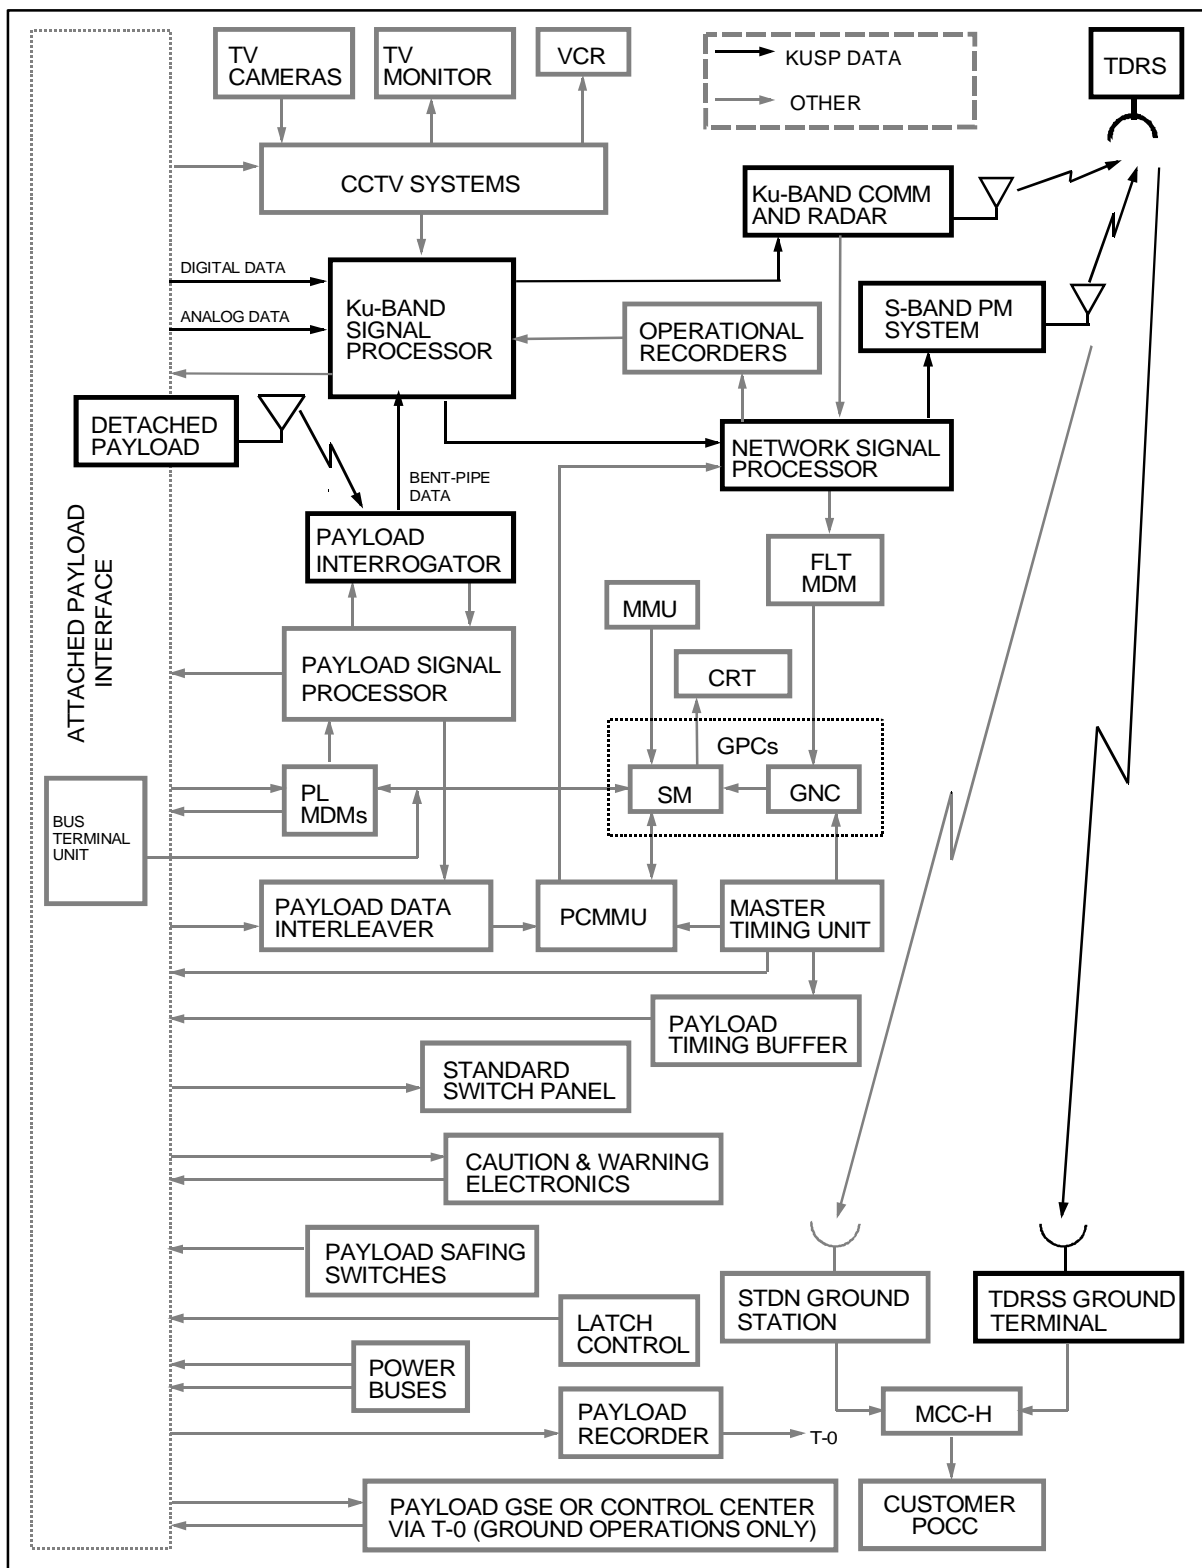 TV
CAMERAS
TV
MONITOR
VCR
KUSP DATA
OTHER
TDRS
CCTV SYSTEMS
Ku-BAND COMM
AND RADAR
DIGITAL DATA
ANALOG DATA
Ku-BAND
SIGNAL
PROCESSOR
OPERATIONAL
RECORDERS
S-BAND PM
SYSTEM
DETACHED
PAYLOAD
NETWORK SIGNAL
PROCESSOR
BENT-PIPE
DATA
ATTACHED PAYLOAD
INTERFACE
PAYLOAD
INTERROGATOR
FLT
MDM
MMU
PAYLOAD SIGNAL
PROCESSOR
CRT
GPCs
PL
MDMs
SM
GNC
BUS
TERMINAL
UNIT
PAYLOAD DATA
INTERLEAVER
PCMMU
MASTER
TIMING UNIT
PAYLOAD
TIMING BUFFER
STANDARD
SWITCH PANEL
CAUTION & WARNING
ELECTRONICS
PAYLOAD SAFING
SWITCHES
STDN GROUND
STATION
TDRSS GROUND
TERMINAL
LATCH
CONTROL
POWER
BUSES
PAYLOAD
RECORDER
T-0
MCC-H
PAYLOAD GSE OR CONTROL CENTER
VIA T-0 (GROUND OPERATIONS ONLY)
CUSTOMER
POCC